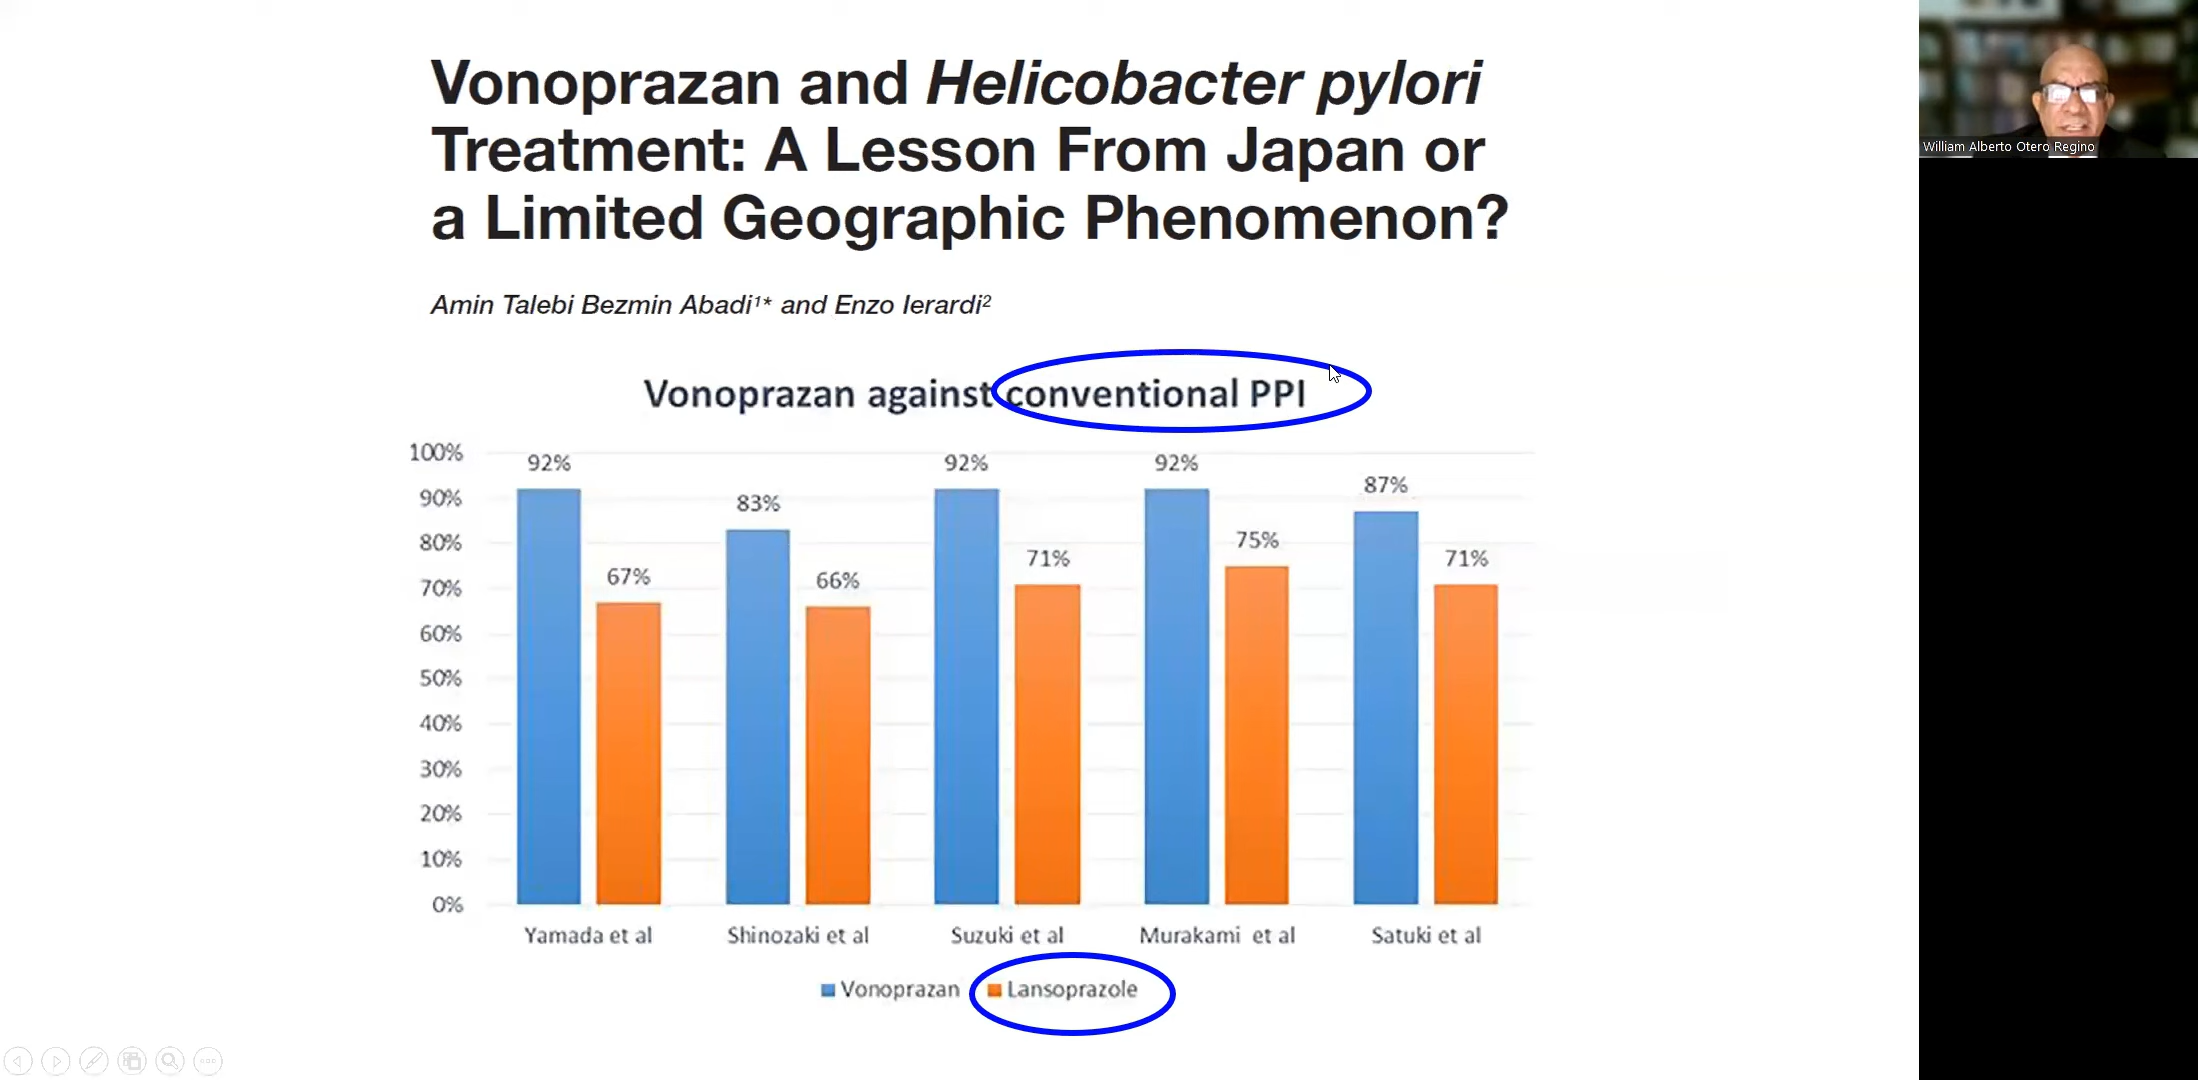 Vonoprazan and Helicobacter pylori
Treatment: A Lesson From Japan or
a Limited Geographic Phenomenon?
Amin Talebi Bezmin Abadi1* and Enzo Ierardi2
William Alberto Otero Regino
Vonoprazan against conventional PPI
100%
90%
80%
70%
60%
50%
40%
30%
20%
10%
0%
92%
67%
83%
66%
92%
71%
92%
75%
87%
71%
Yamada et al
Shinozaki et al
Suzuki et al
Murakami et al
Satuki et al
Vonoprazan
Lansoprazole